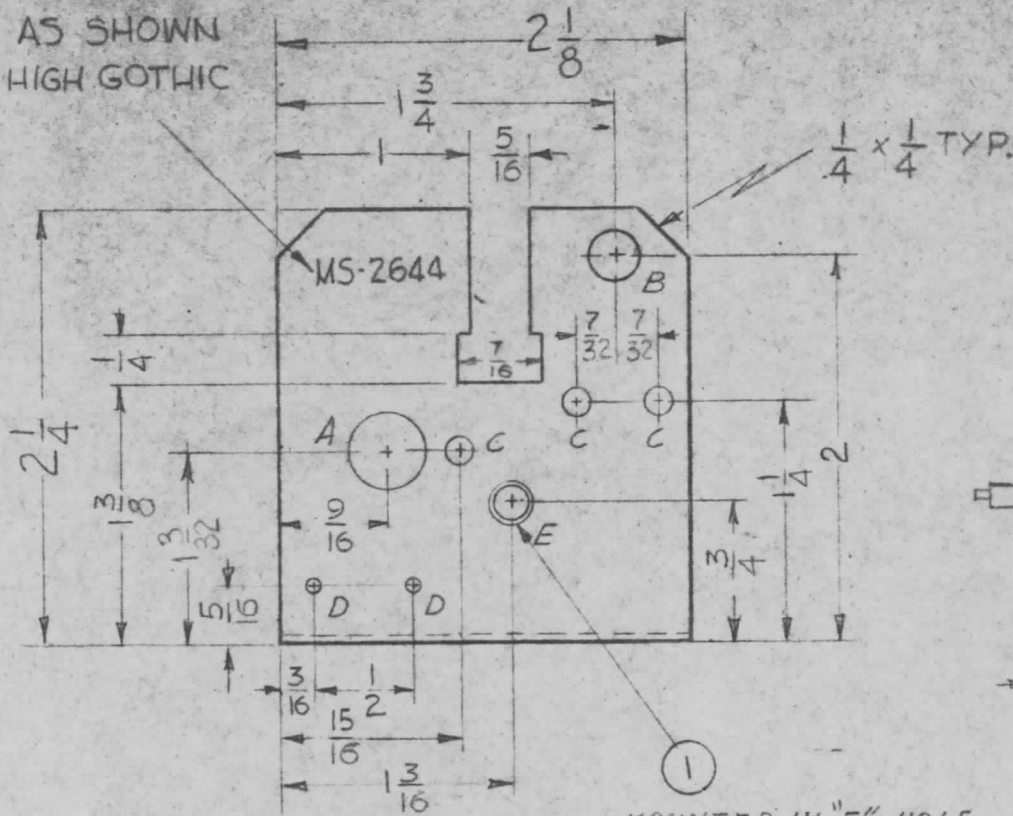 AS SHOWN
HIGH GOTHIC
2 1/8
1 3/4
1
5/16
1/4 x 1/4 TYP.
MS-2644
B
7/32
7/32
1/4
7/16
2 1/4
1 3/8
1 3/32
A
C
C
C
1 1/4
2
9/16
E
3/4
5/16
D
D
3/16
1/2
15/16
1 3/16
1
MOUNTED IN "E" HOLE